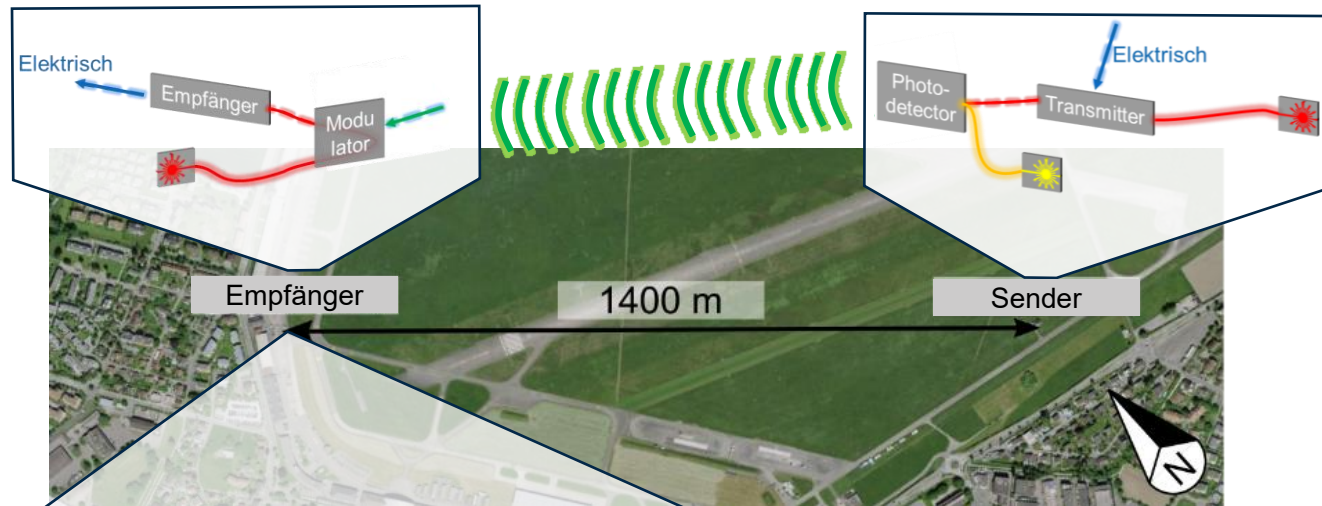 Elektrisch
Empfänger
Modu
lator
Photo-
detector
Transmitter
Elektrisch
Empfänger
1400 m
Sender
N